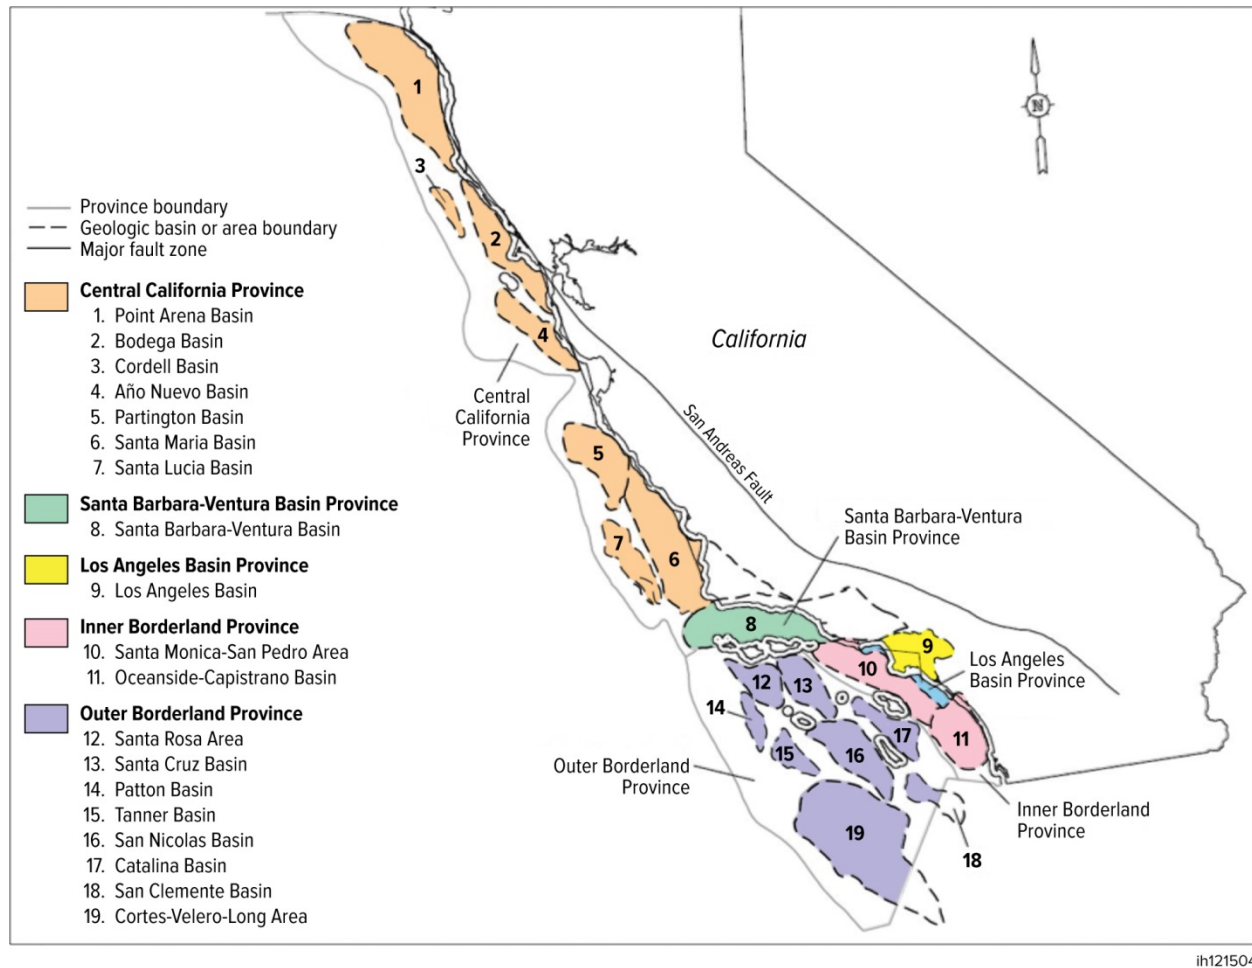 Province boundary
Geologic basin or area boundary
Major fault zone
Central California Province
1. Point Arena Basin
2. Bodega Basin
3. Cordell Basin
4. Año Nuevo Basin
5. Partington Basin
6. Santa Maria Basin
7. Santa Lucia Basin
Santa Barbara-Ventura Basin Province
8. Santa Barbara-Ventura Basin
Los Angeles Basin Province
9. Los Angeles Basin
Inner Borderland Province
10. Santa Monica-San Pedro Area
11. Oceanside-Capistrano Basin
Outer Borderland Province
12. Santa Rosa Area
13. Santa Cruz Basin
14. Patton Basin
15. Tanner Basin
16. San Nicolas Basin
17. Catalina Basin
18. San Clemente Basin
19. Cortes-Velero-Long Area
N
1
3
2
4
California
Central
California
Province
San Andreas Fault
5
7
6
Santa Barbara-Ventura
Basin Province
8
9
10
Los Angeles
Basin Province
12
13
14
15
16
17
11
Outer Borderland
Province
Inner Borderland
Province
19
18
ih121504